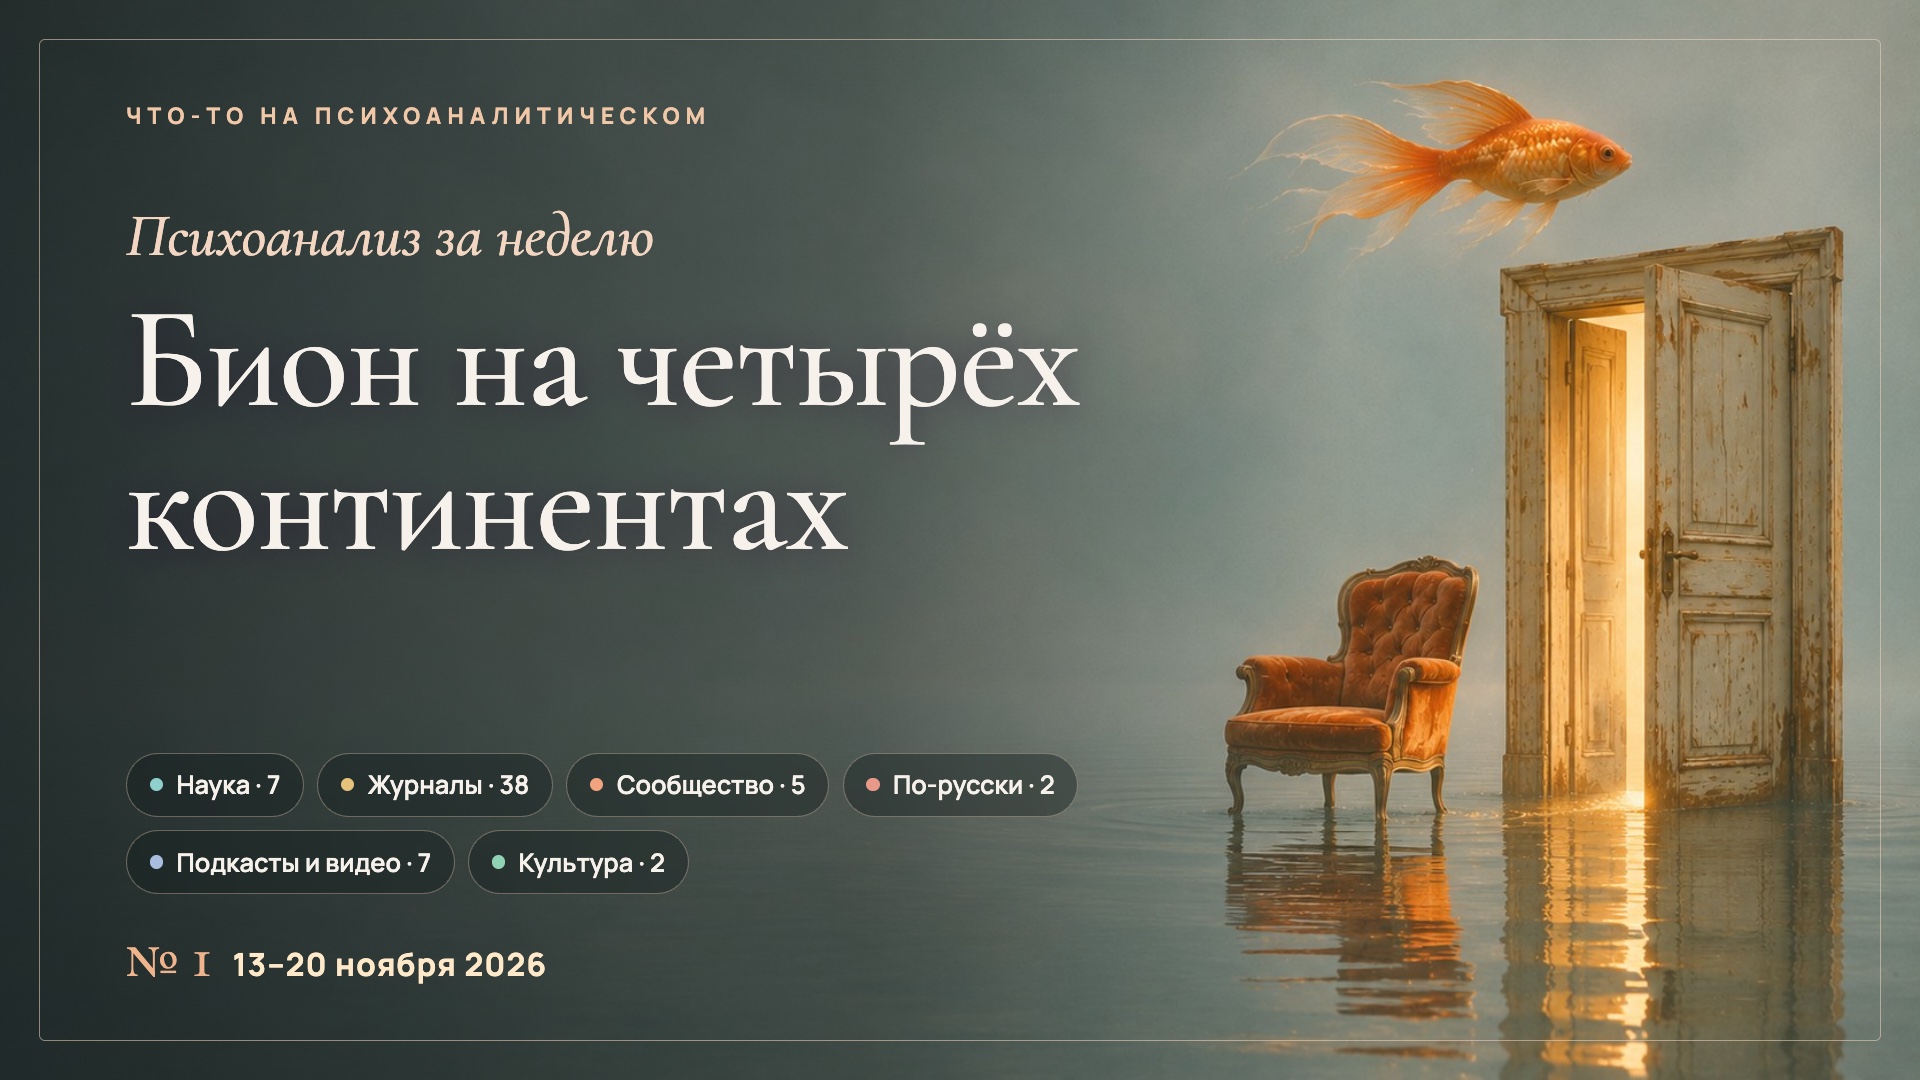 ЧТО-ТО НА ПСИХОАНАЛИТИЧЕСКОМ
Психоанализ за неделю
Бион на четырёх
континентах
Наука · 7
Журналы · 38
Сообщество · 5
По-русски · 2
Подкасты и видео · 7
Культура · 2
№ 1 13–20 ноября 2026